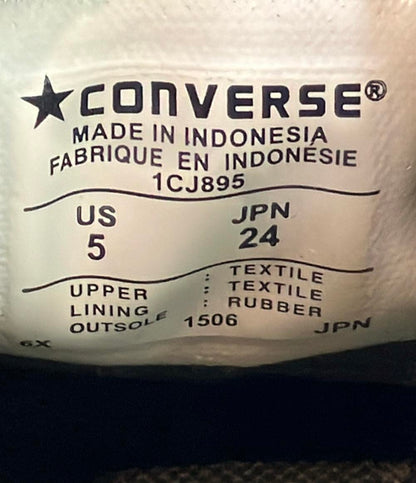 ★CONVERSE®
MADE IN INDONESIA
FABRIQUE EN INDONÉSIE
1CJ895
US JPN
5 24
UPPER : TEXTILE
LINING : TEXTILE
OUTSOLE : RUBBER
1506 JPN
6X